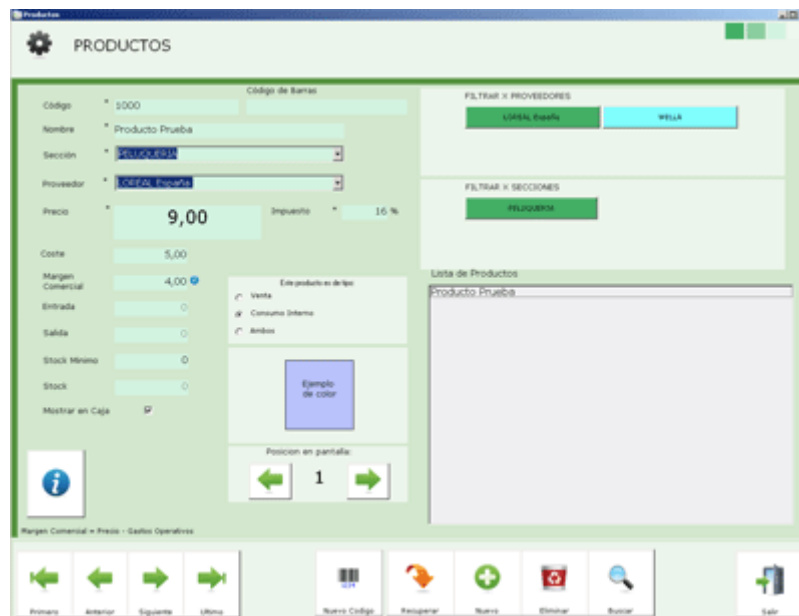 Productos
PRODUCTOS
Código de Barras
Código * 1000
Nombre * Producto Prueba
Sección * PELUQUERIA
Proveedor * LOREAL España
Precio * 9,00 Impuesto * 16 %
Coste 5,00
Margen Comercial 4,00
Entrada 0
Salida 0
Stock Minimo 0
Stock 0
Mostrar en Caja
Este producto es de tipo:
Venta
Consumo Interno
Ambos
Ejemplo
de color
Posicion en pantalla:
1
FILTRAR X PROVEEDORES
LOREAL España WELLA
FILTRAR X SECCIONES
PELUQUERIA
Lista de Productos
Producto Prueba
Margen Comercial = Precio - Gastos Operativos
Primero Anterior Siguiente Ultimo Nuevo Codigo Recuperar Nuevo Eliminar Buscar Salir